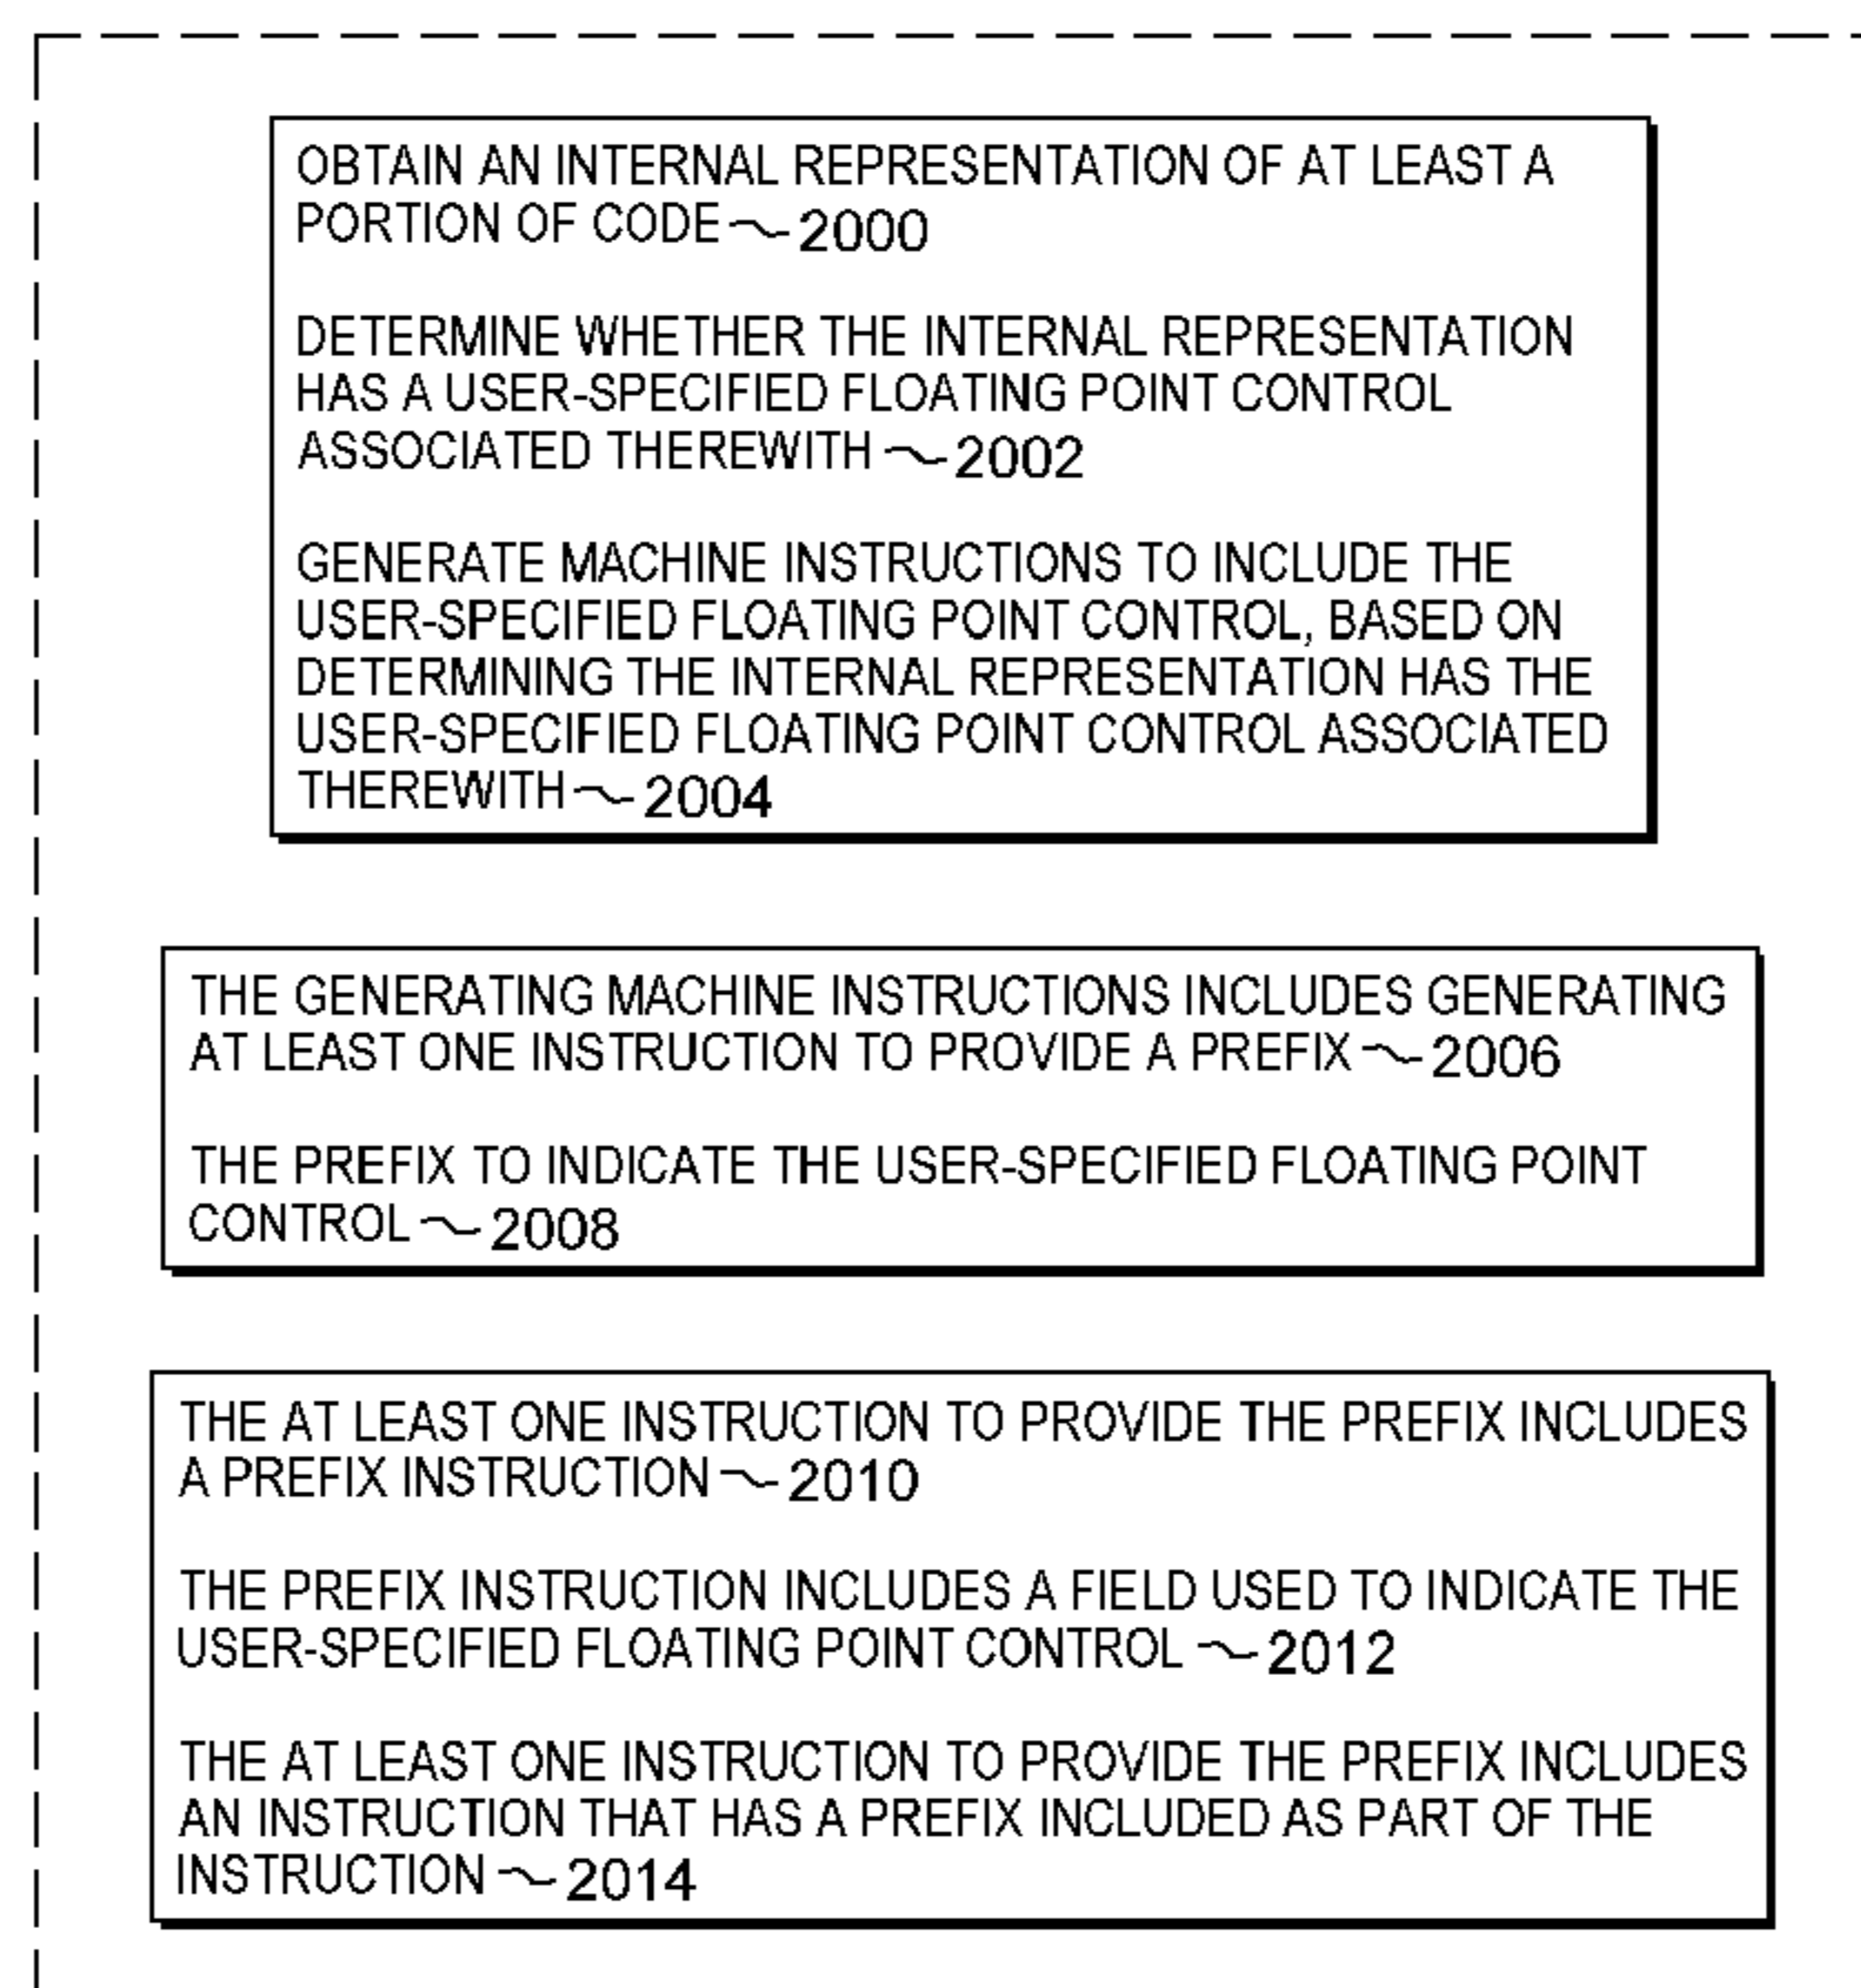 OBTAIN AN INTERNAL REPRESENTATION OF AT LEAST A
PORTION OF CODE 2000
DETERMINE WHETHER THE INTERNAL REPRESENTATION
HAS A USER-SPECIFIED FLOATING POINT CONTROL
ASSOCIATED THEREWITH 2002
GENERATE MACHINE INSTRUCTIONS TO INCLUDE THE
USER-SPECIFIED FLOATING POINT CONTROL, BASED ON
DETERMINING THE INTERNAL REPRESENTATION HAS THE
USER-SPECIFIED FLOATING POINT CONTROL ASSOCIATED
THEREWITH 2004
THE GENERATING MACHINE INSTRUCTIONS INCLUDES GENERATING
AT LEAST ONE INSTRUCTION TO PROVIDE A PREFIX 2006
THE PREFIX TO INDICATE THE USER-SPECIFIED FLOATING POINT
CONTROL 2008
THE AT LEAST ONE INSTRUCTION TO PROVIDE THE PREFIX INCLUDES
A PREFIX INSTRUCTION 2010
THE PREFIX INSTRUCTION INCLUDES A FIELD USED TO INDICATE THE
USER-SPECIFIED FLOATING POINT CONTROL 2012
THE AT LEAST ONE INSTRUCTION TO PROVIDE THE PREFIX INCLUDES
AN INSTRUCTION THAT HAS A PREFIX INCLUDED AS PART OF THE
INSTRUCTION 2014